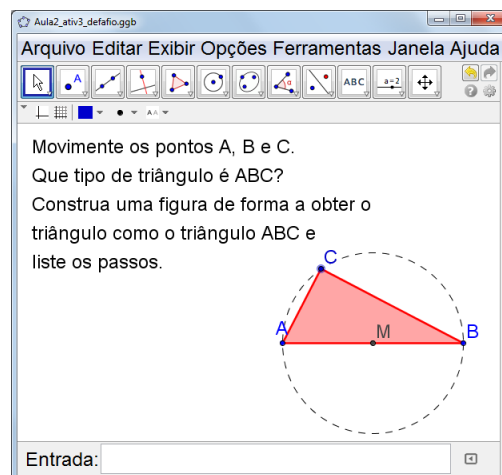 Aula2_ativ3_defafio.ggb
Arquivo Editar Exibir Opções Ferramentas Janela Ajuda
A
α
ABC
a=2
A A
Movimente os pontos A, B e C.
Que tipo de triângulo é ABC?
Construa uma figura de forma a obter o
triângulo como o triângulo ABC e
liste os passos.
C
A
M
B
Entrada: